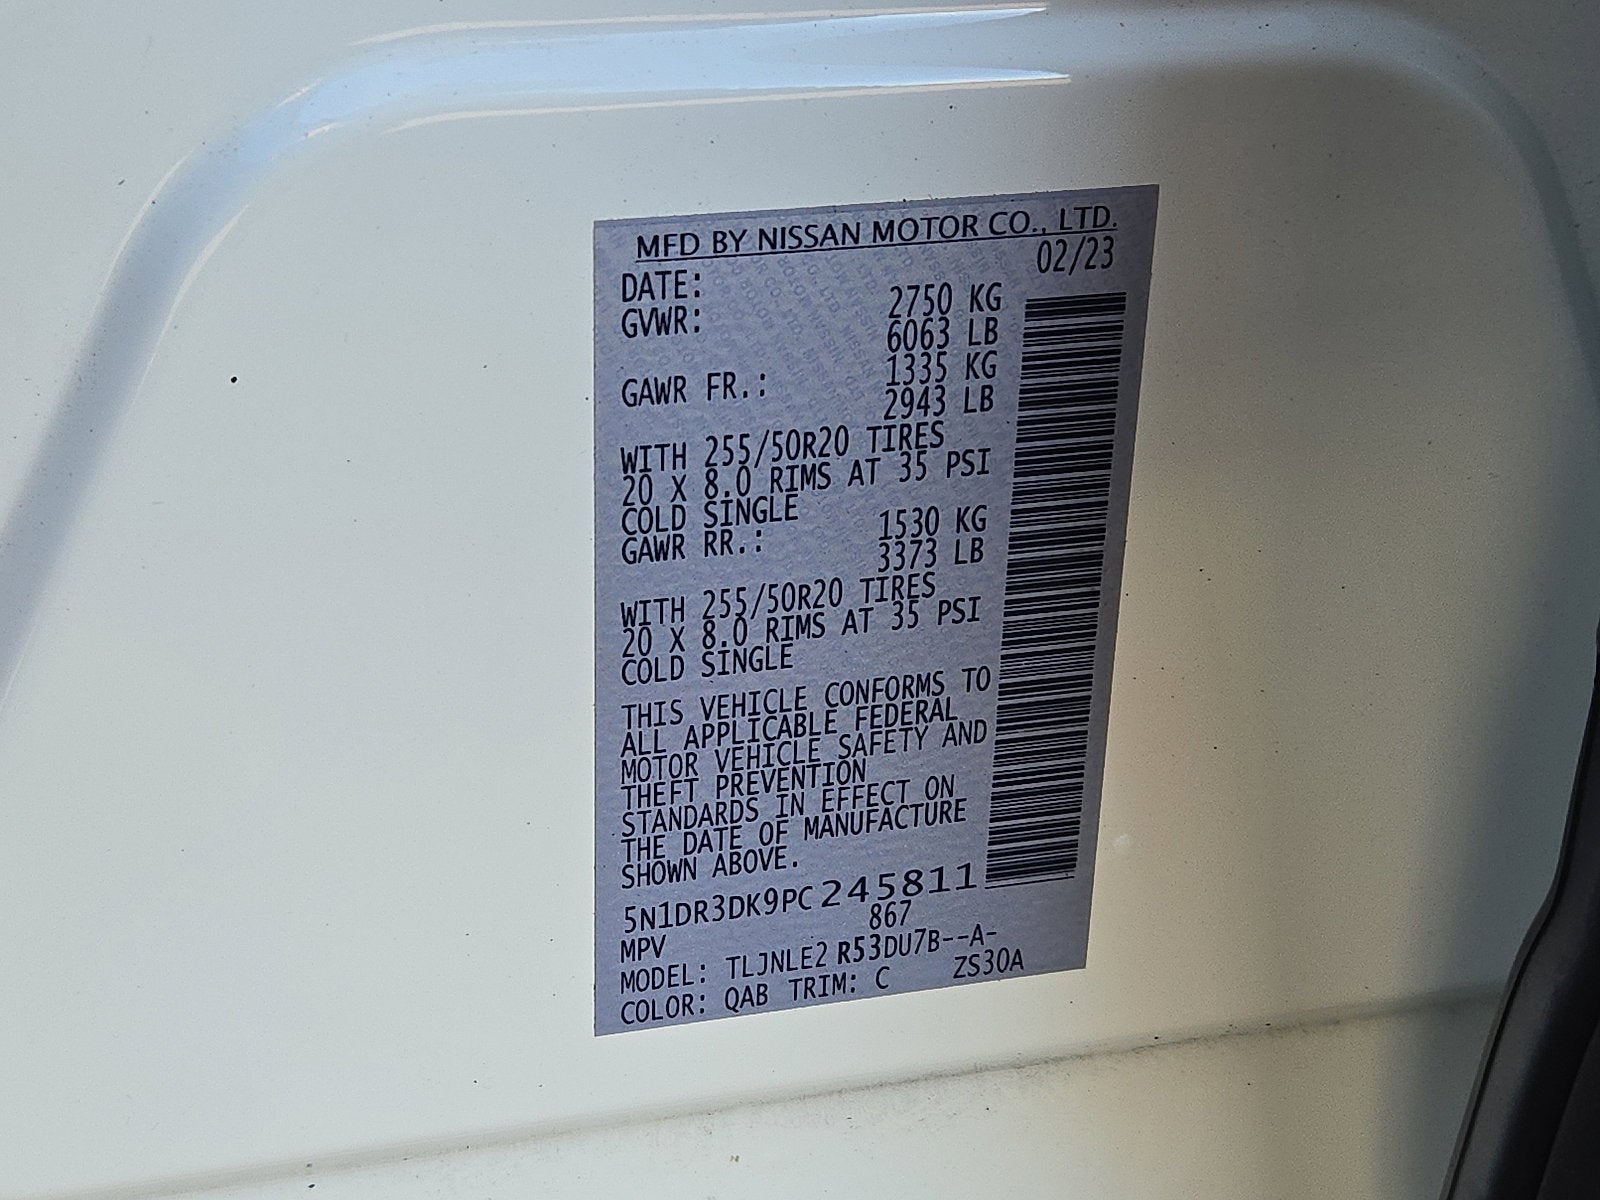 MFD BY NISSAN MOTOR CO., LTD.
DATE: 02/23
GVWR: 2750 KG
6063 LB
GAWR FR.: 1335 KG
2943 LB
WITH 255/50R20 TIRES
20 X 8.0 RIMS AT 35 PSI
COLD SINGLE
GAWR RR.: 1530 KG
3373 LB
WITH 255/50R20 TIRES
20 X 8.0 RIMS AT 35 PSI
COLD SINGLE
THIS VEHICLE CONFORMS TO
ALL APPLICABLE FEDERAL
MOTOR VEHICLE SAFETY AND
THEFT PREVENTION
STANDARDS IN EFFECT ON
THE DATE OF MANUFACTURE
SHOWN ABOVE.
5N1DR3DK9PC245811
MPV 867
MODEL: TLJNLE2 R53DU7B--A-
COLOR: QAB TRIM: C ZS30A